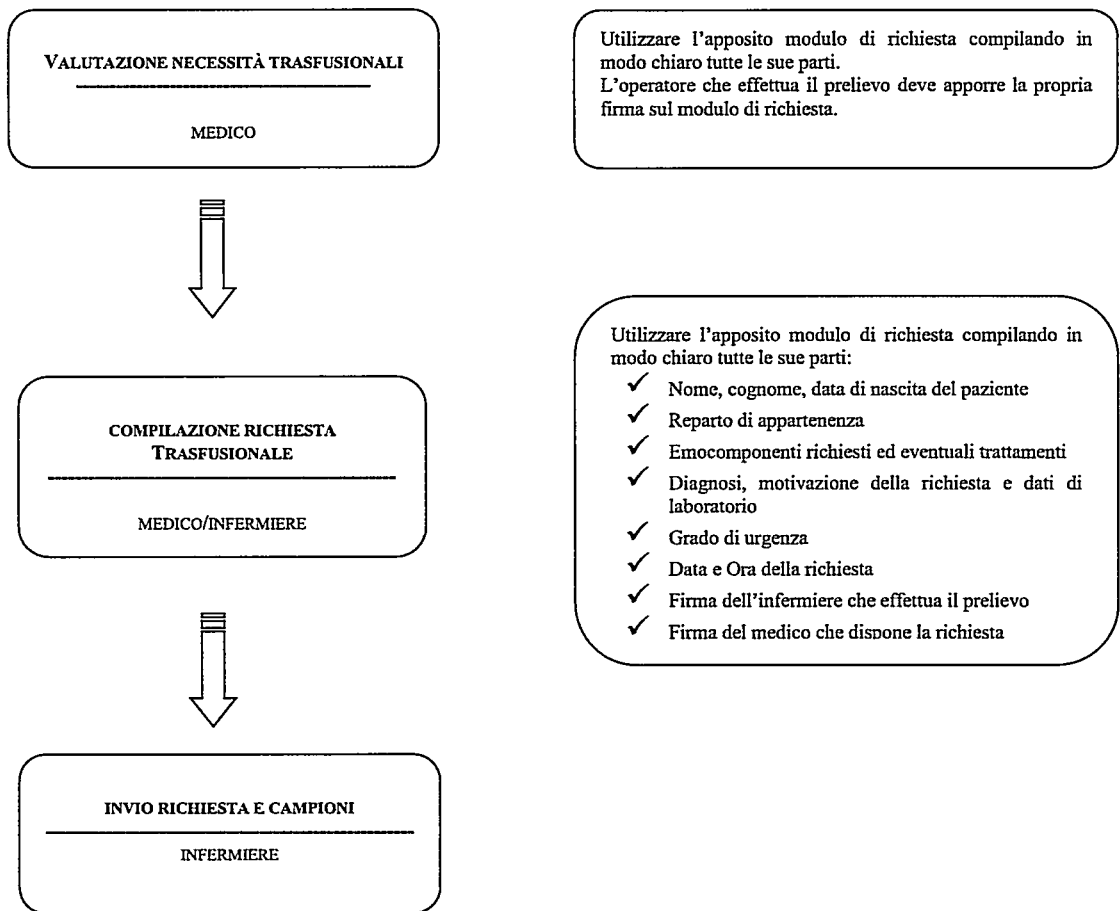 VALUTAZIONE NECESSITÀ TRASFUSIONALI
MEDICO
Utilizzare l'apposito modulo di richiesta compilando in
modo chiaro tutte le sue parti.
L'operatore che effettua il prelievo deve apporre la propria
firma sul modulo di richiesta.
COMPILAZIONE RICHIESTA
TRASFUSIONALE
MEDICO/INFERMIERE
Utilizzare l'apposito modulo di richiesta compilando in
modo chiaro tutte le sue parti:
✓ Nome, cognome, data di nascita del paziente
✓ Reparto di appartenenza
✓ Emocomponenti richiesti ed eventuali trattamenti
✓ Diagnosi, motivazione della richiesta e dati di
laboratorio
✓ Grado di urgenza
✓ Data e Ora della richiesta
✓ Firma dell'infermiere che effettua il prelievo
✓ Firma del medico che dispone la richiesta
INVIO RICHIESTA E CAMPIONI
INFERMIERE